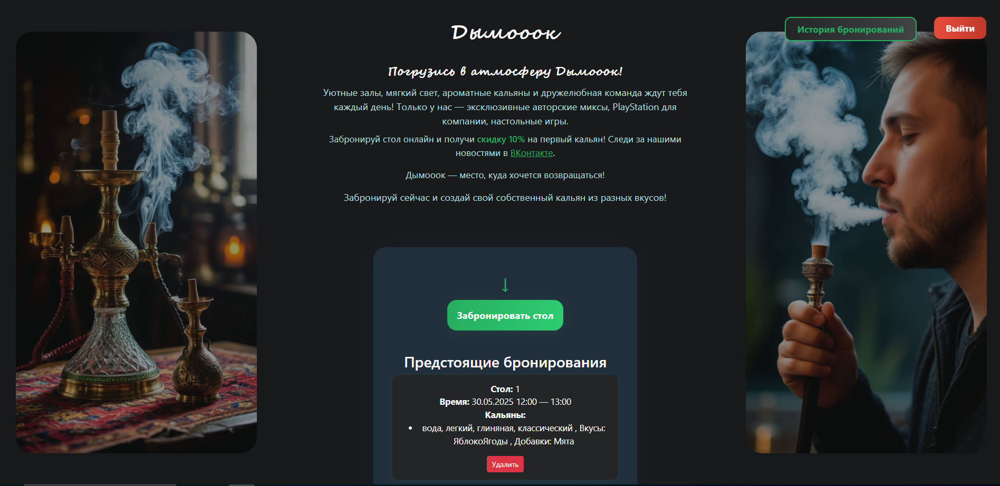 Дымооок
История бронирований
Выйти
Погрузись в атмосферу Дымооок!
Уютные залы, мягкий свет, ароматные кальяны и дружелюбная команда ждут тебя
каждый день! Только у нас — эксклюзивные авторские миксы, PlayStation для
компании, настольные игры.
Забронируй стол онлайн и получи скидку 10% на первый кальян! Следи за нашими
новостями в ВКонтакте.
Дымооок — место, куда хочется возвращаться!
Забронируй сейчас и создай свой собственный кальян из разных вкусов!
↓
Забронировать стол
Предстоящие бронирования
Стол: 1
Время: 30.05.2025 12:00 — 13:00
Кальяны:
• вода, легкий, глиняная, классический , Вкусы:
ЯблокоЯгоды , Добавки: Мята
Удалить